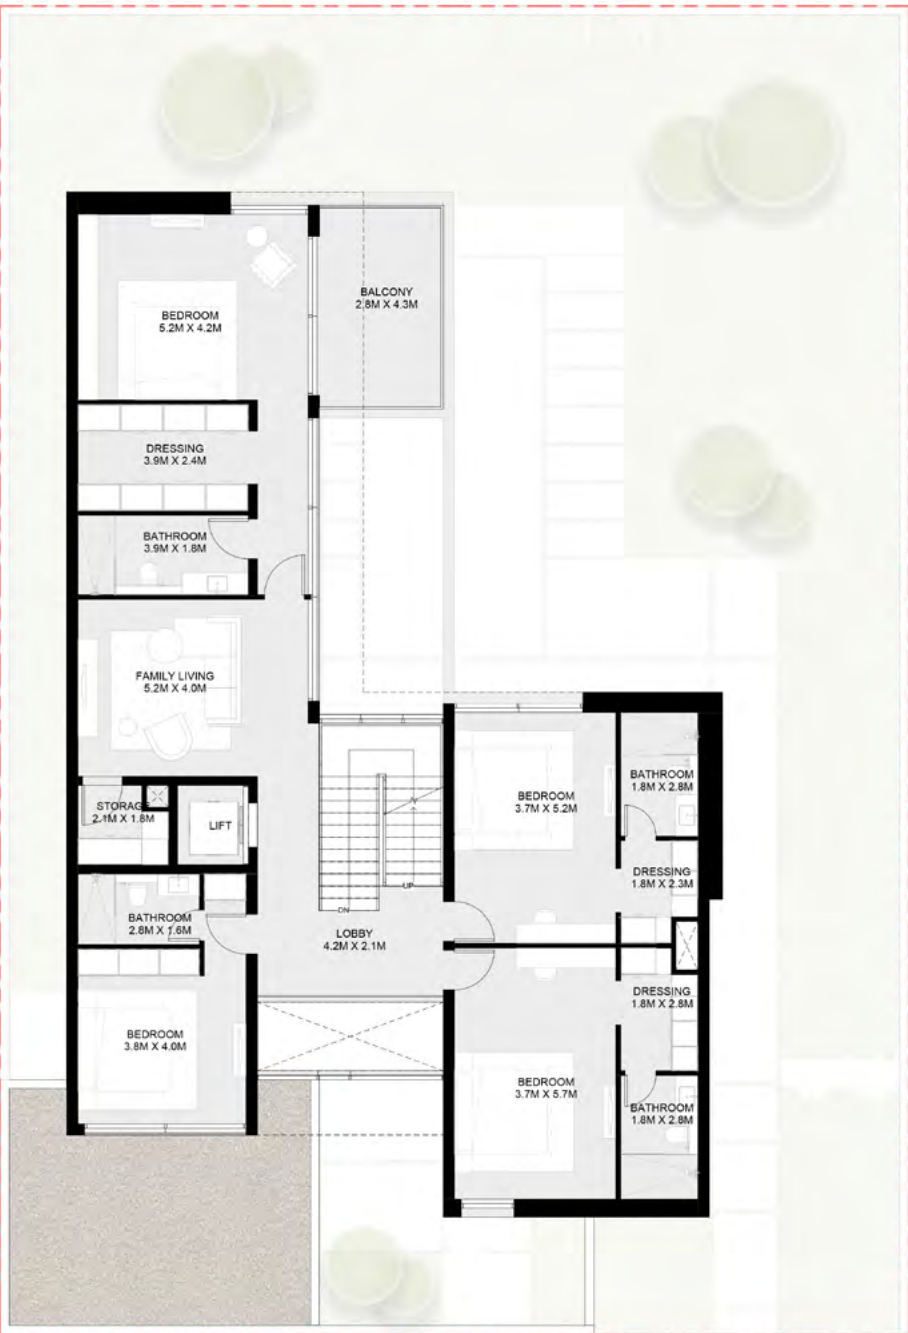 BALCONY
2.8M X 4.3M
BEDROOM
5.2M X 4.2M
DRESSING
3.9M X 2.4M
BATHROOM
3.9M X 1.8M
FAMILY LIVING
5.2M X 4.0M
STORAGE
2.1M X 1.8M
LIFT
UP
DN
BEDROOM
3.7M X 5.2M
BATHROOM
1.8M X 2.8M
DRESSING
1.8M X 2.3M
BATHROOM
2.8M X 1.6M
LOBBY
4.2M X 2.1M
BEDROOM
3.8M X 4.0M
DRESSING
1.8M X 2.8M
BEDROOM
3.7M X 5.7M
BATHROOM
1.8M X 2.8M